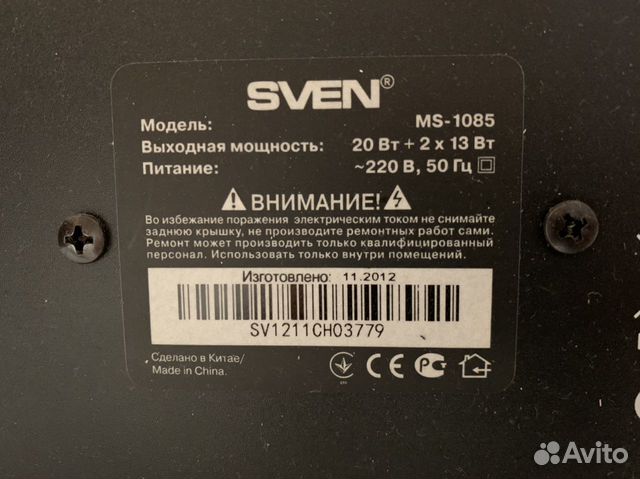 SVEN®
Модель: MS-1085
Выходная мощность: 20 Вт + 2 x 13 Вт
Питание: ~220 В, 50 Гц
ВНИМАНИЕ!
Во избежание поражения электрическим током не снимайте
заднюю крышку, не производите ремонтных работ сами.
Ремонт может производить только квалифицированный
персонал. Использовать только внутри помещений.
Изготовлено: 11.2012
SV1211CH03779
Сделано в Китае/
Made in China.
CE
Avito